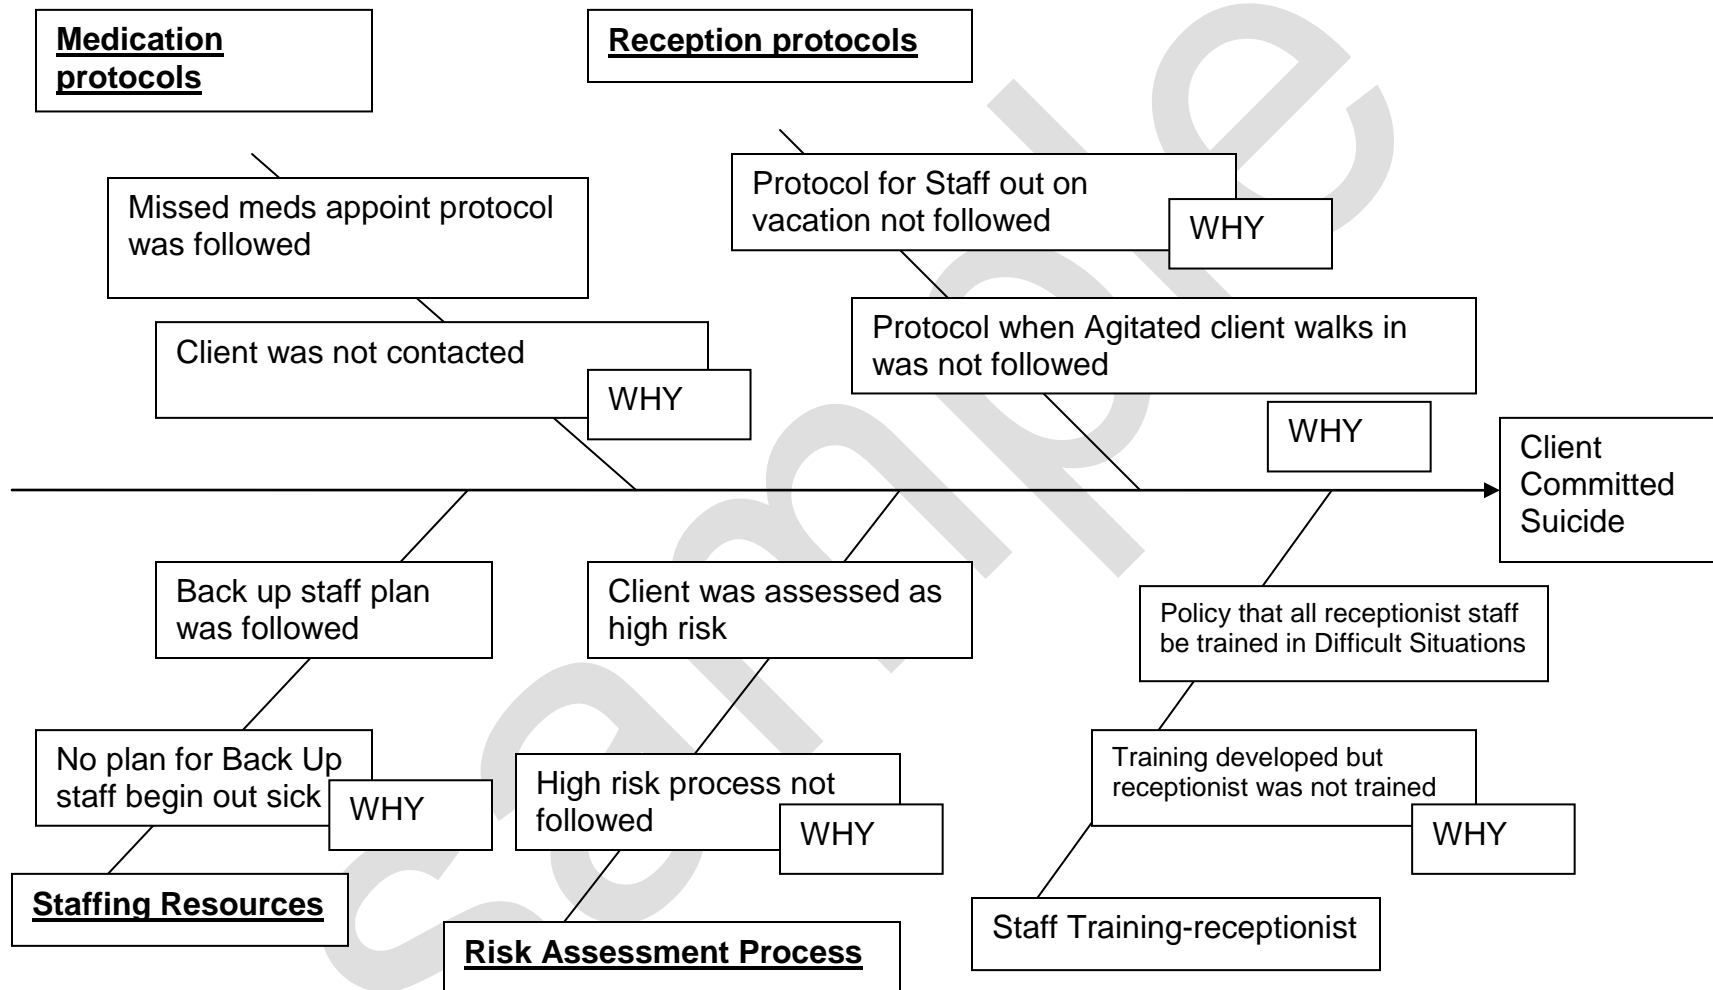 Medication
protocols
Reception protocols
Missed meds appoint protocol
was followed
Protocol for Staff out on
vacation not followed
WHY
Client was not contacted
WHY
Protocol when Agitated client walks in
was not followed
WHY
Client
Committed
Suicide
Back up staff plan
was followed
Client was assessed as
high risk
Policy that all receptionist staff
be trained in Difficult Situations
No plan for Back Up
staff begin out sick
WHY
High risk process not
followed
WHY
Training developed but
receptionist was not trained
WHY
Staffing Resources
Risk Assessment Process
Staff Training-receptionist
sample